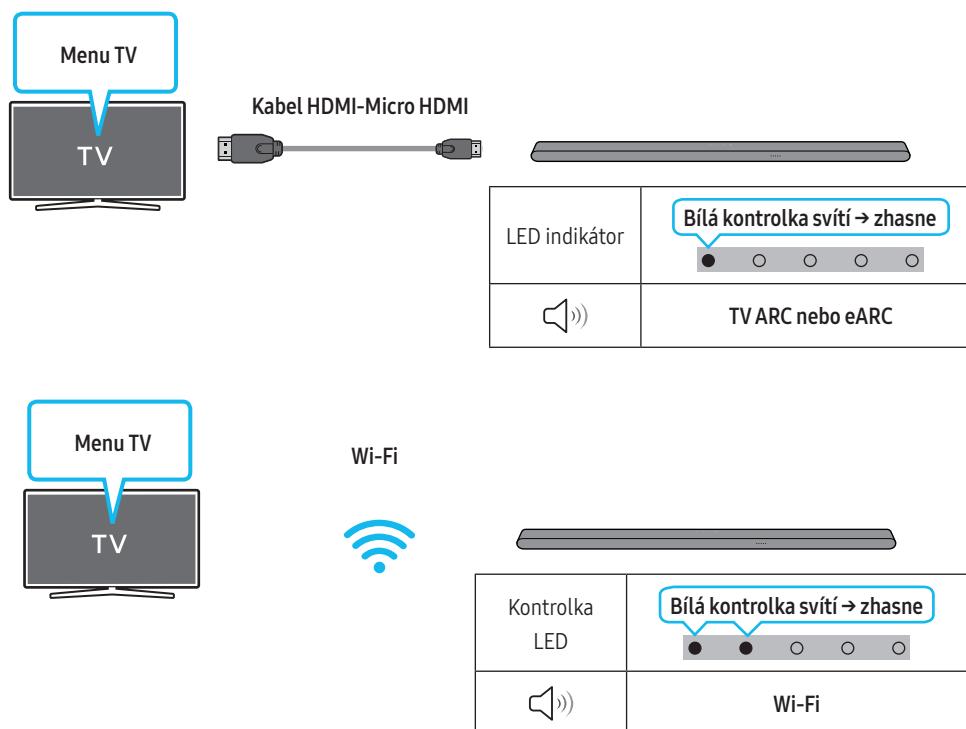 Menu TV
TV
Kabel HDMI-Micro HDMI
LED indikátor
Bílá kontrolka svítí → zhasne
TV ARC nebo eARC
Menu TV
TV
Wi-Fi
Kontrolka
LED
Bílá kontrolka svítí → zhasne
Wi-Fi